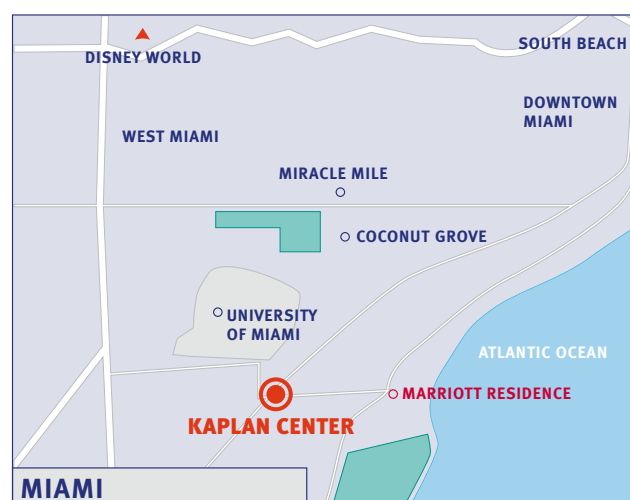 SOUTH BEACH
DISNEY WORLD
DOWNTOWN
MIAMI
WEST MIAMI
MIRACLE MILE
COCONUT GROVE
UNIVERSITY
OF MIAMI
ATLANTIC OCEAN
MARRIOTT RESIDENCE
KAPLAN CENTER
MIAMI